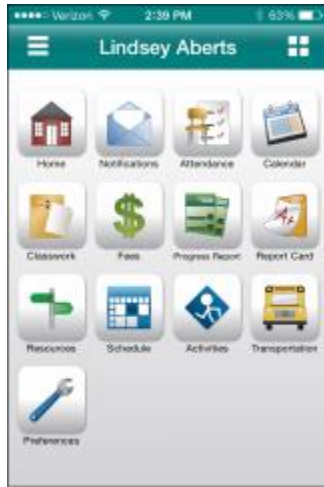 Verizon 2:39 PM 63%
Lindsey Aberts
Home Notifications Attendance Calendar
Classwork Fees Progress Report Report Card
Resources Schedule Activities Transportation
Preferences